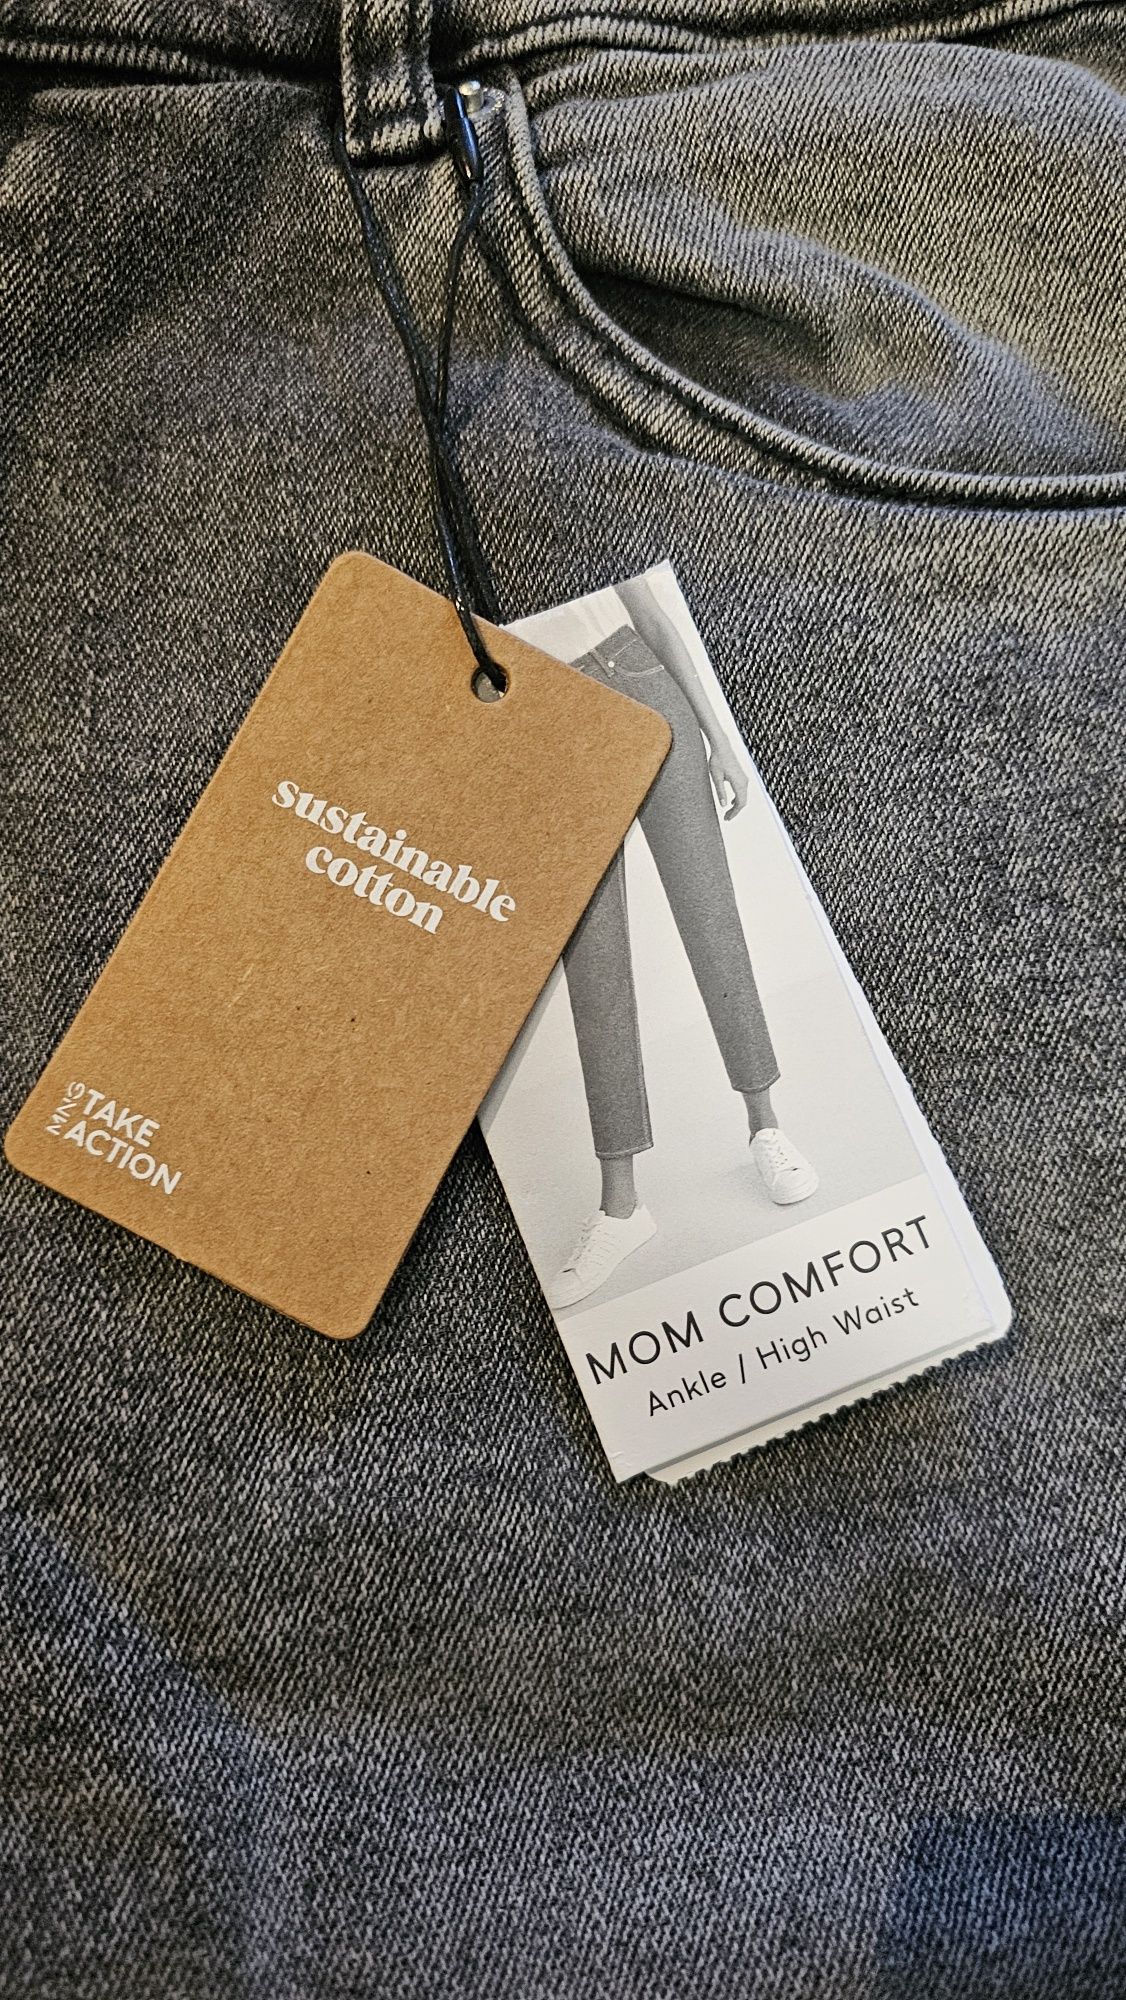 sustainable
cotton
MNG
TAKE
ACTION
MOM COMFORT
Ankle / High Waist